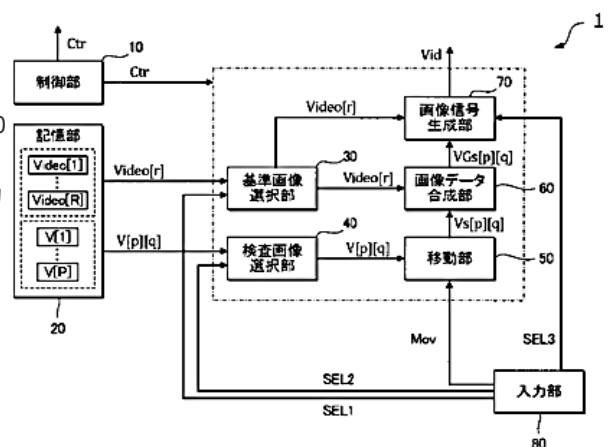 1
Ctr
10
Vid
制御部
Ctr
70
Video[r]
画像信号
生成部
記憶部
VGs[p][q]
Video[1]
Video[r]
30
Video[r]
Video[R]
基準画像
選択部
画像データ
合成部
60
40
Vs[p][q]
V[1]
V[p][q]
検査画像
選択部
V[p][q]
移動部
50
V[P]
20
Mov
SEL3
SEL2
入力部
SEL1
80